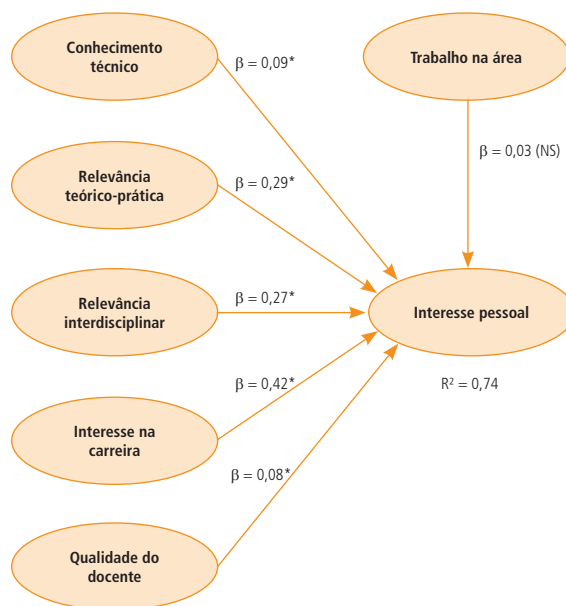 Conhecimento
técnico
Trabalho na área
β = 0,09*
β = 0,03 (NS)
Relevância
teórico-prática
β = 0,29*
Relevância
interdisciplinar
β = 0,27*
Interesse pessoal
R² = 0,74
β = 0,42*
Interesse na
carreira
β = 0,08*
Qualidade do
docente